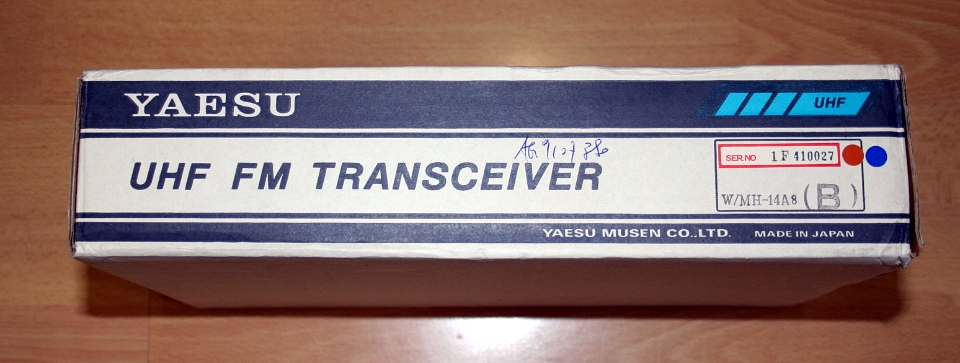 YAESU
UHF
UHF FM TRANSCEIVER
SER.NO 1F410027
W/MH-14A8 (B)
YAESU MUSEN CO.,LTD. MADE IN JAPAN